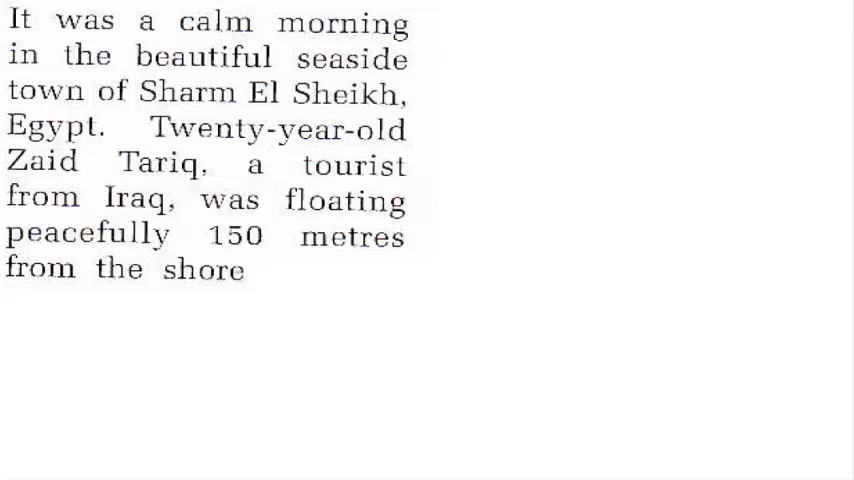 It was a calm morning
in the beautiful seaside
town of Sharm El Sheikh,
Egypt. Twenty-year-old
Zaid Tariq, a tourist
from Iraq, was floating
peacefully 150 metres
from the shore